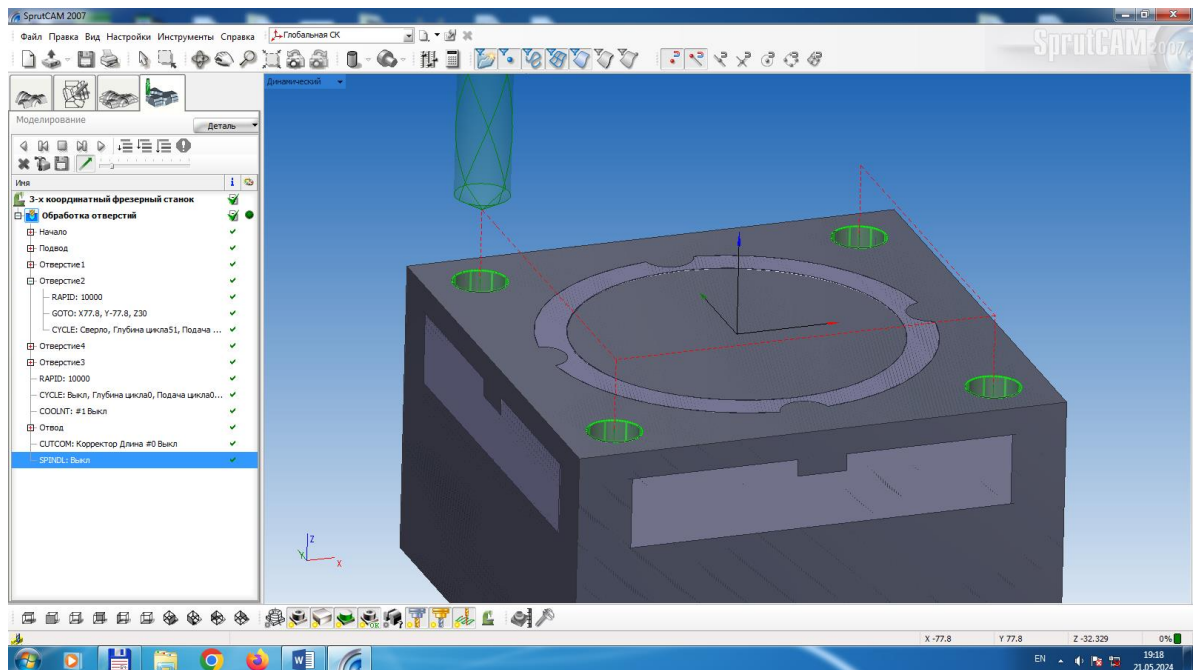 SprutCAM 2007
Файл Правка Вид Настройки Инструменты Справка
Глобальная СК
SprutCAM 2007
Динамический
Моделирование
Деталь
Имя
3-х координатный фрезерный станок
Обработка отверстий
Начало
Подвод
Отверстие1
Отверстие2
RAPID: 10000
GOTO: X77.8, Y-77.8, Z30
CYCLE: Сверло, Глубина цикла51, Подача ...
Отверстие4
Отверстие3
RAPID: 10000
CYCLE: Выкл, Глубина цикла0, Подача цикла0...
COOLNT: #1 Выкл
Отвод
CUTCOM: Корректор Длина #0 Выкл
SPINDL: Выкл
Z
Y
X
OK
X -77.8 Y 77.8 Z -32.329 0%
EN 19:18
21.05.2024